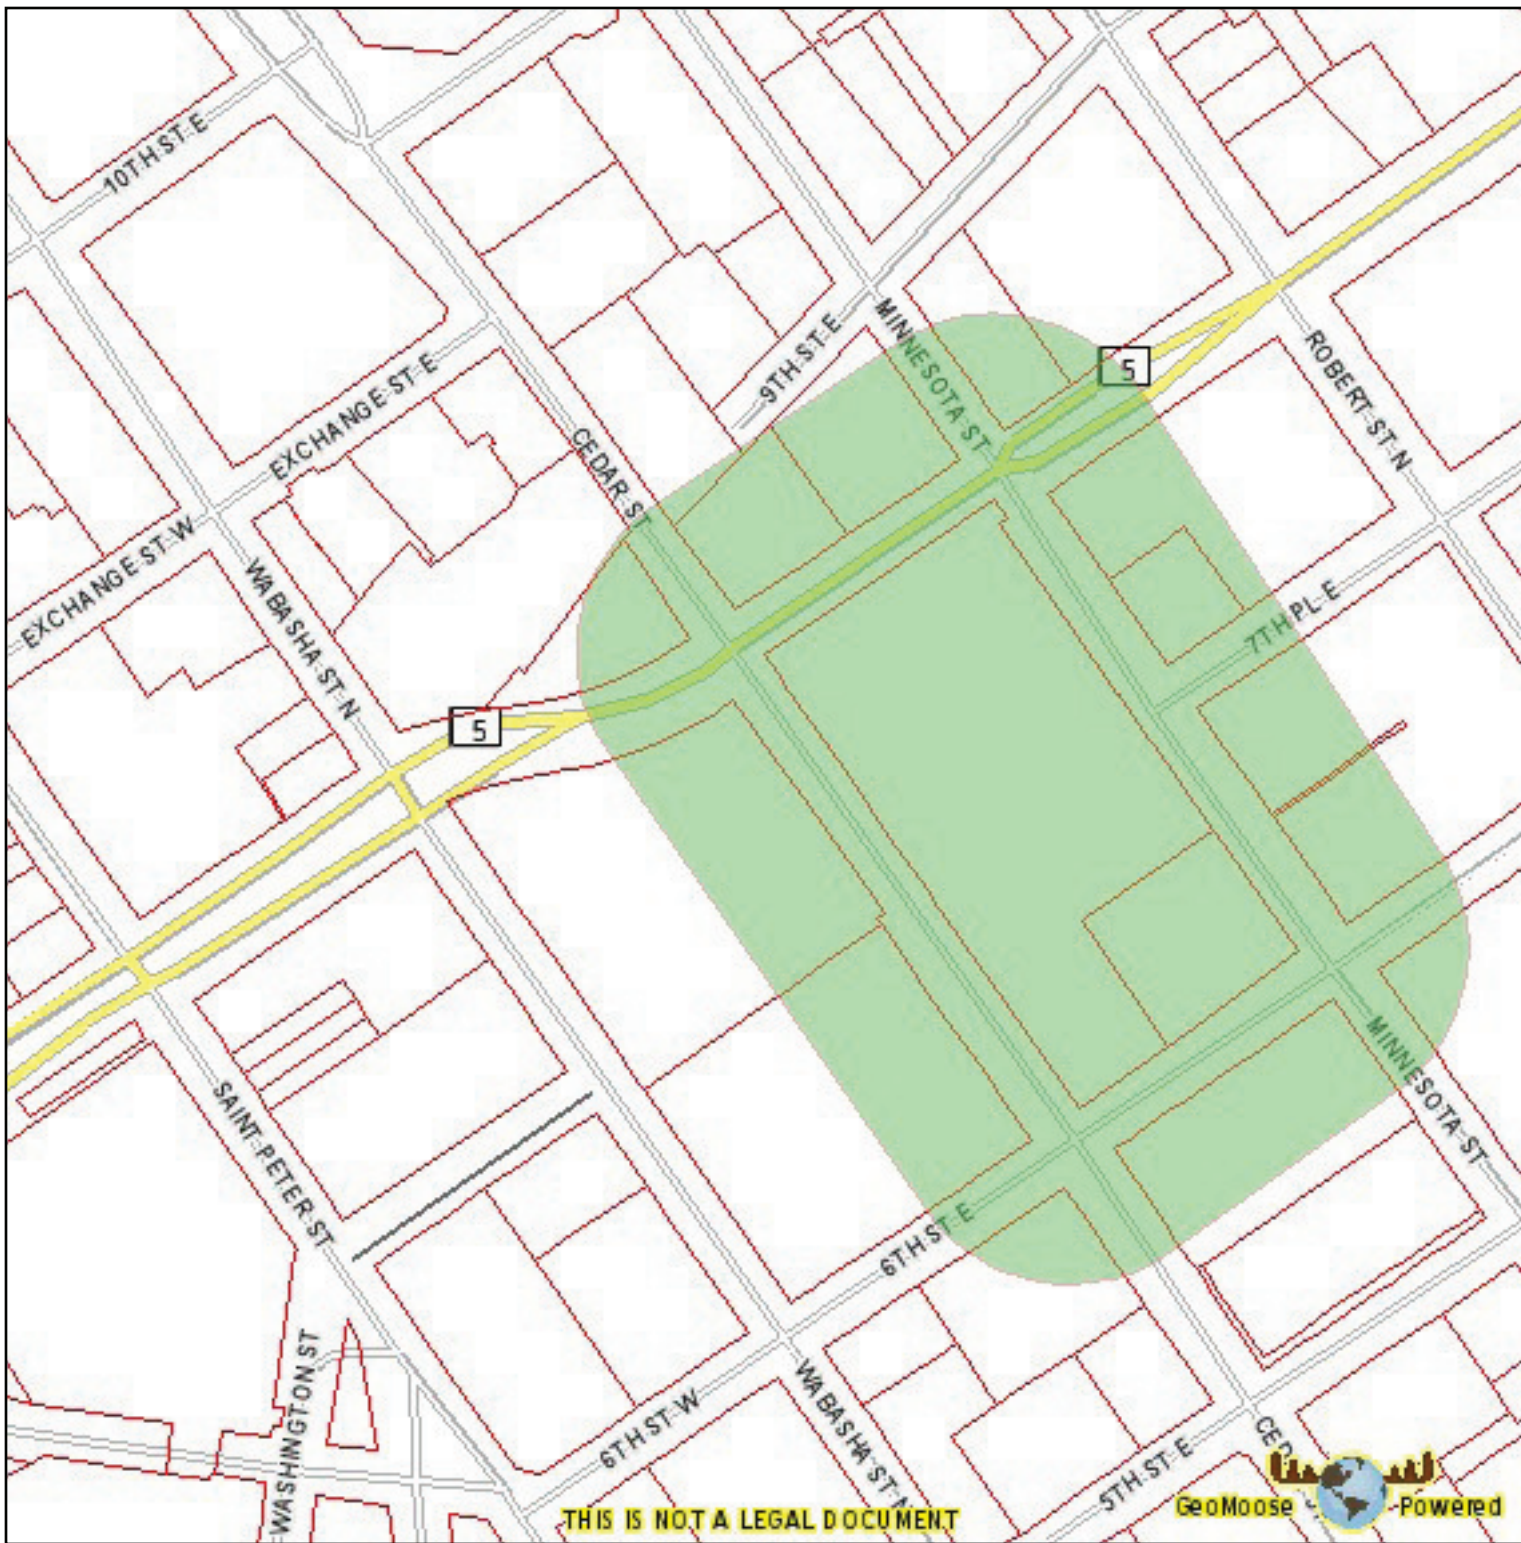 10TH ST E
MINNESOTA ST
9TH ST E
5
ROBERT ST N
EXCHANGE ST E
CEDAR ST
EXCHANGE ST W
WABASHA ST N
7TH PL E
5
SAINT PETER ST
MINNESOTA ST
6TH ST E
WASHINGTON ST
WABASHA ST N
6TH ST W
5TH ST E
GeoMoose Powered
THIS IS NOT A LEGAL DOCUMENT